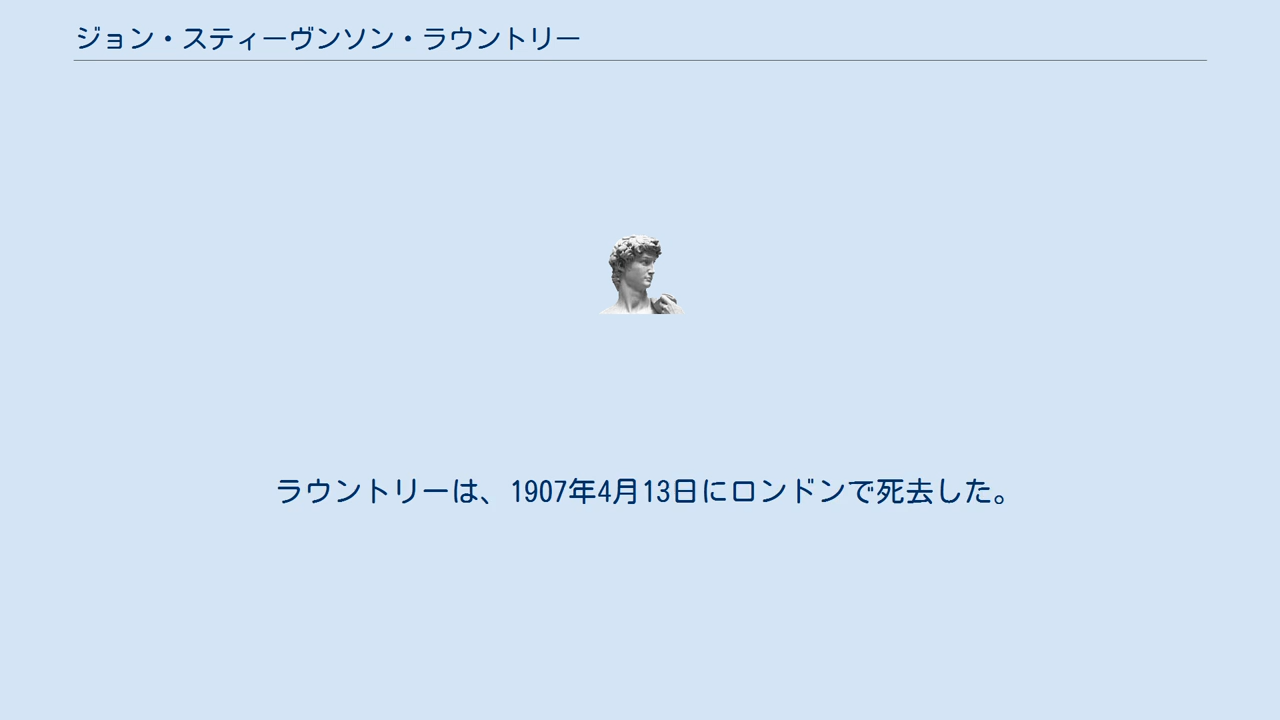 ジョン・スティーヴンソン・ラウントリー
ラウントリーは、1907年4月13日にロンドンで死去した。